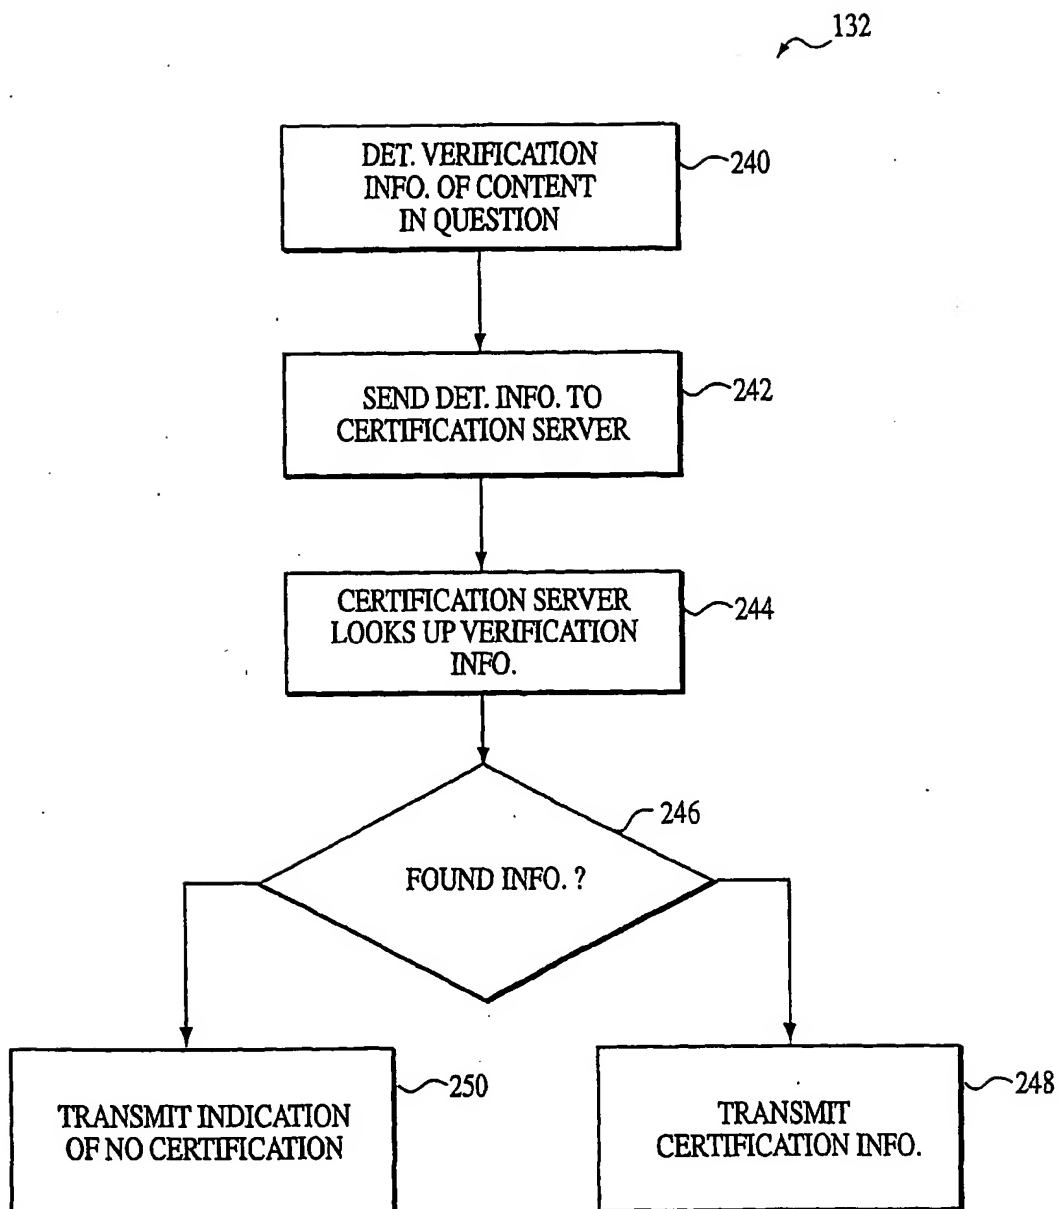 132
DET. VERIFICATION
INFO. OF CONTENT
IN QUESTION
240
SEND DET. INFO. TO
CERTIFICATION SERVER
242
CERTIFICATION SERVER
LOOKS UP VERIFICATION
INFO.
244
246
FOUND INFO. ?
TRANSMIT INDICATION
OF NO CERTIFICATION
250
TRANSMIT
CERTIFICATION INFO.
248